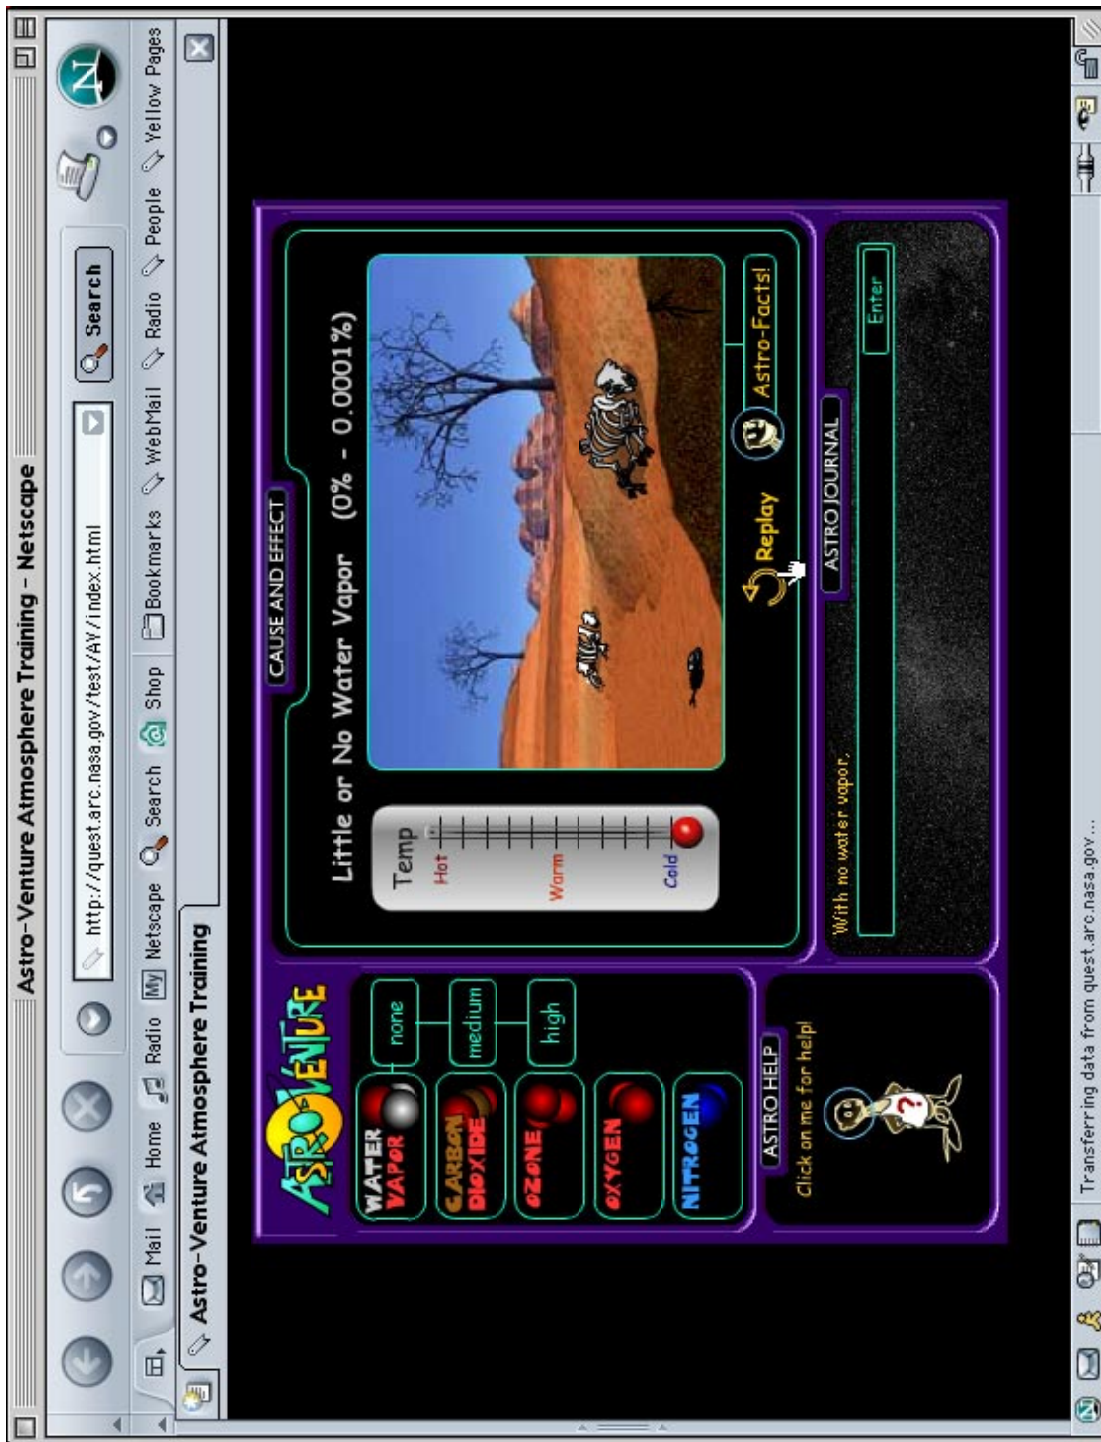 Astro-Venture Atmosphere Training - Netscape
http://quest.arc.nasa.gov/test/AV/index.html
Search
N
Mail
Home
Radio
My
Netscape
Search
Shop
Bookmarks
WebMail
Radio
People
Yellow Pages
Astro-Venture Atmosphere Training
ASTRO-VENTURE
WATER
VAPOR
none
CARBON
DIOXIDE
medium
OZONE
high
OXYGEN
NITROGEN
CAUSE AND EFFECT
Little or No Water Vapor (0% - 0.0001%)
Temp
Hot
Warm
Cold
Replay
Astro-Facts!
ASTRO HELP
Click on me for help!
?
ASTRO JOURNAL
With no water vapor,
Enter
Transferring data from quest.arc.nasa.gov...
N